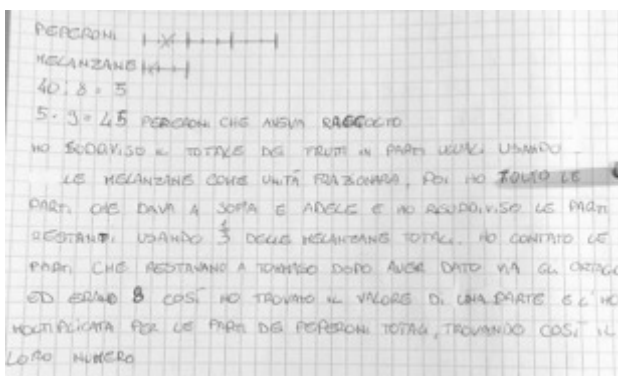 PEPERONI
MELANZANE
40 : 8 = 5
5 · 9 = 45 PEPERONI CHE AVEVA RACCOLTO
HO SUDDIVISO IL TOTALE DEI FRUTTI IN PARTI UGUALI USANDO
LE MELANZANE COME UNITÀ FRAZIONARIA, POI HO TOLTO LE
PARTI CHE DAVA A SOFIA E ADELE E HO RISUDDIVISO LE PARTI
RESTANTI USANDO 1/3 DELLE MELANZANE TOTALI. HO CONTATO LE
PARTI CHE RESTAVANO A TOMMASO DOPO AVER DATO VIA GLI ORTAGGI
ED ERANO 8 COSÌ HO TROVATO IL VALORE DI UNA PARTE E L'HO
MOLTIPLICATA PER LE PARTI DEI PEPERONI TOTALI, TROVANDO COSÌ IL
LORO NUMERO